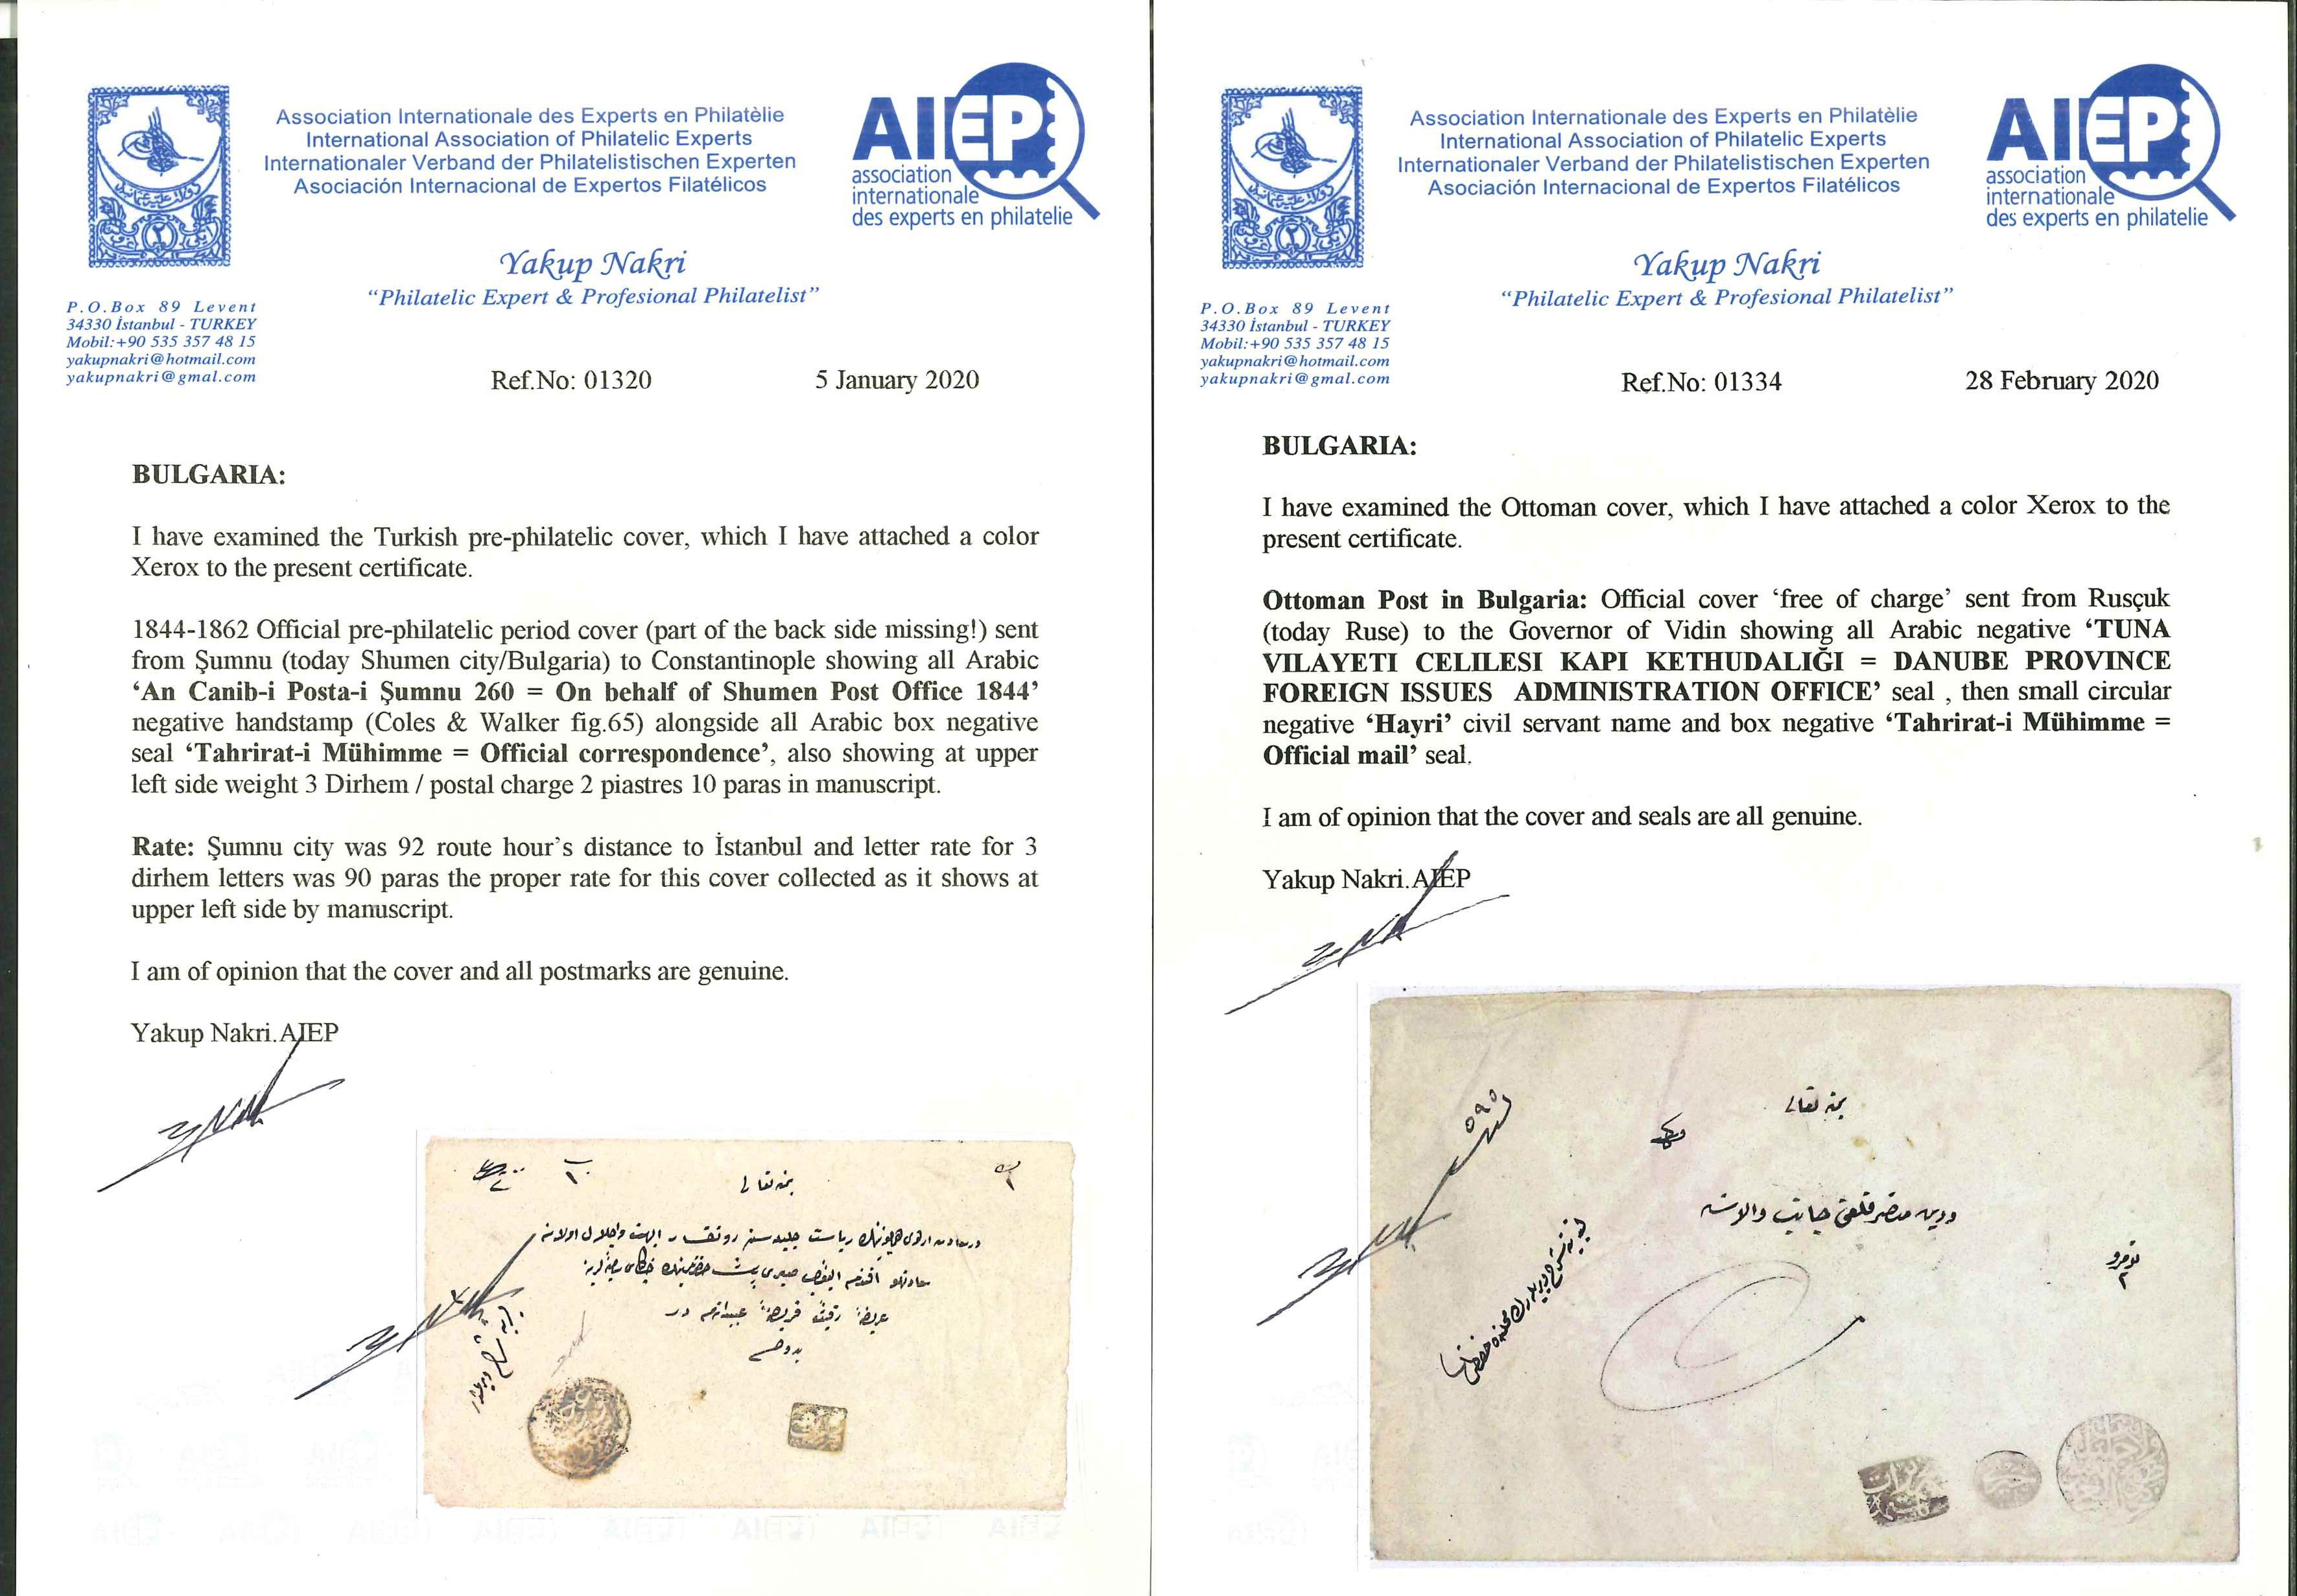 Association Internationale des Experts en Philatèlie
International Association of Philatelic Experts
Internationaler Verband der Philatelistischen Experten
Asociación Internacional de Expertos Filatélicos
AIEP
association
internationale
des experts en philatelie
Yakup Nakri
“Philatelic Expert & Profesional Philatelist”
P.O.Box 89 Levent
34330 İstanbul - TURKEY
Mobil:+90 535 357 48 15
yakupnakri@hotmail.com
yakupnakri@gmal.com
Ref.No: 01320 5 January 2020
BULGARIA:
I have examined the Turkish pre-philatelic cover, which I have attached a color
Xerox to the present certificate.
1844-1862 Official pre-philatelic period cover (part of the back side missing!) sent
from Şumnu (today Shumen city/Bulgaria) to Constantinople showing all Arabic
‘An Canib-i Posta-i Şumnu 260 = On behalf of Shumen Post Office 1844’
negative handstamp (Coles & Walker fig.65) alongside all Arabic box negative
seal ‘Tahrirat-i Mühimme = Official correspondence’, also showing at upper
left side weight 3 Dirhem / postal charge 2 piastres 10 paras in manuscript.
Rate: Şumnu city was 92 route hour’s distance to İstanbul and letter rate for 3
dirhem letters was 90 paras the proper rate for this cover collected as it shows at
upper left side by manuscript.
I am of opinion that the cover and all postmarks are genuine.
Yakup Nakri.AIEP
Association Internationale des Experts en Philatèlie
International Association of Philatelic Experts
Internationaler Verband der Philatelistischen Experten
Asociación Internacional de Expertos Filatélicos
AIEP
association
internationale
des experts en philatelie
Yakup Nakri
“Philatelic Expert & Profesional Philatelist”
P.O.Box 89 Levent
34330 İstanbul - TURKEY
Mobil:+90 535 357 48 15
yakupnakri@hotmail.com
yakupnakri@gmal.com
Ref.No: 01334 28 February 2020
BULGARIA:
I have examined the Ottoman cover, which I have attached a color Xerox to the
present certificate.
Ottoman Post in Bulgaria: Official cover ‘free of charge’ sent from Rusçuk
(today Ruse) to the Governor of Vidin showing all Arabic negative ‘TUNA
VILAYETI CELILESI KAPI KETHUDALIĞI = DANUBE PROVINCE
FOREIGN ISSUES ADMINISTRATION OFFICE’ seal , then small circular
negative ‘Hayri’ civil servant name and box negative ‘Tahrirat-i Mühimme =
Official mail’ seal.
I am of opinion that the cover and seals are all genuine.
Yakup Nakri.AIEP